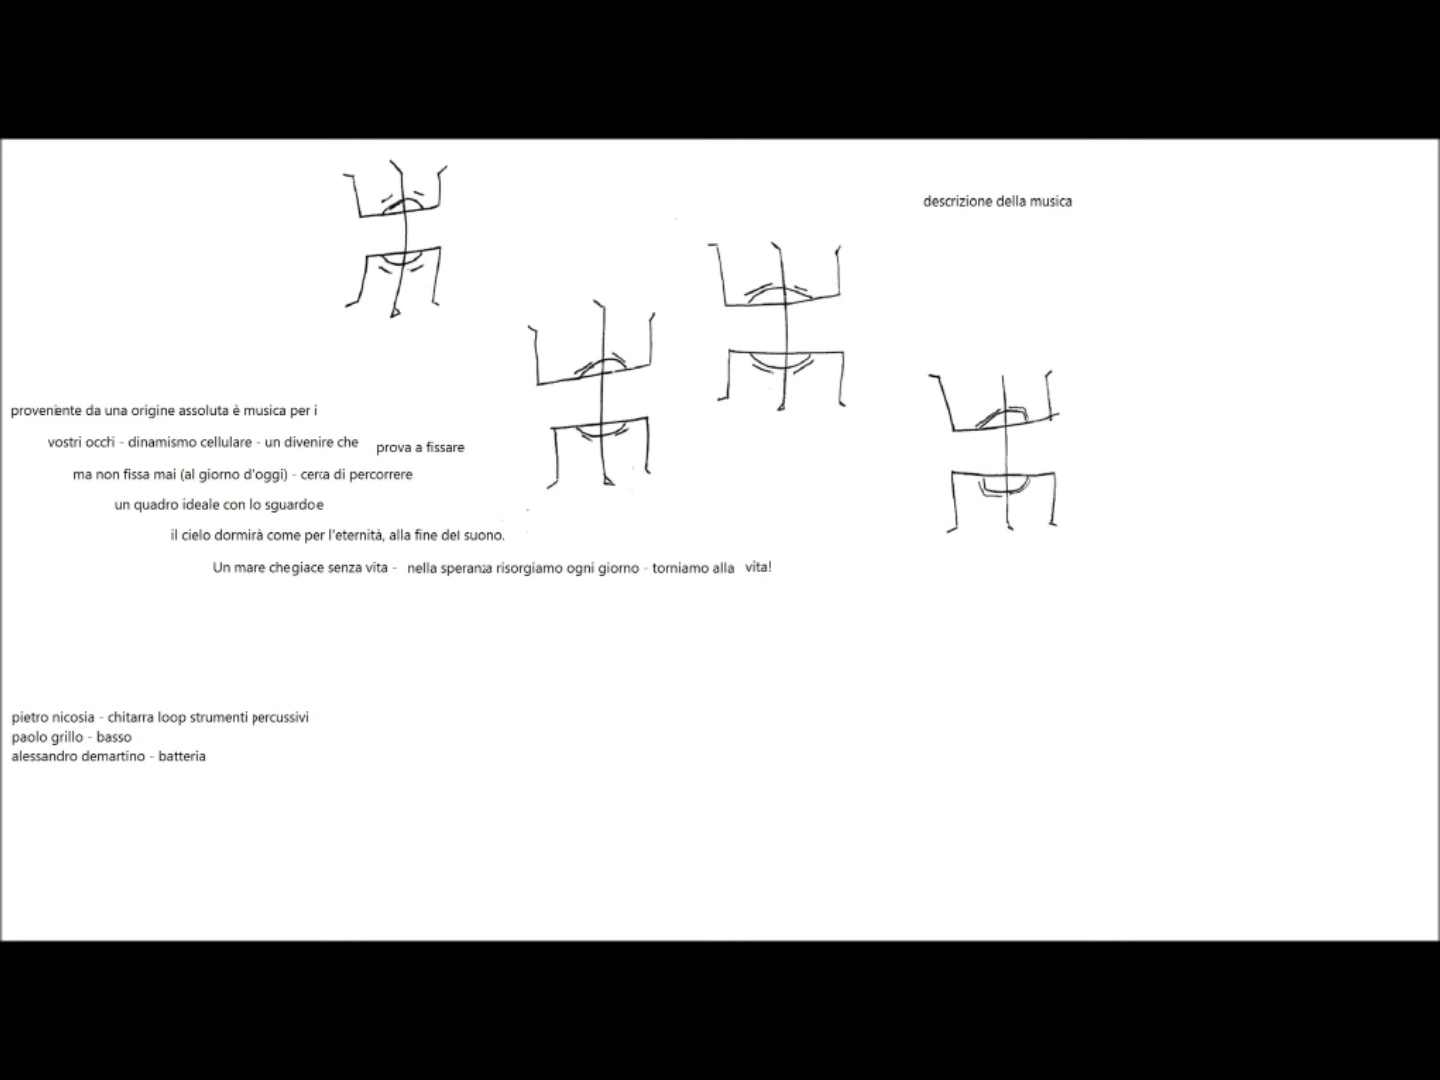 descrizione della musica
proveniente da una origine assoluta è musica per i
vostri occhi - dinamismo cellulare - un divenire che prova a fissare
ma non fissa mai (al giorno d'oggi) - cerca di percorrere
un quadro ideale con lo sguardo e
il cielo dormirà come per l'eternità, alla fine del suono.
Un mare che giace senza vita - nella speranza risorgiamo ogni giorno - torniamo alla vita!
pietro nicosia - chitarra loop strumenti percussivi
paolo grillo - basso
alessandro demartino - batteria